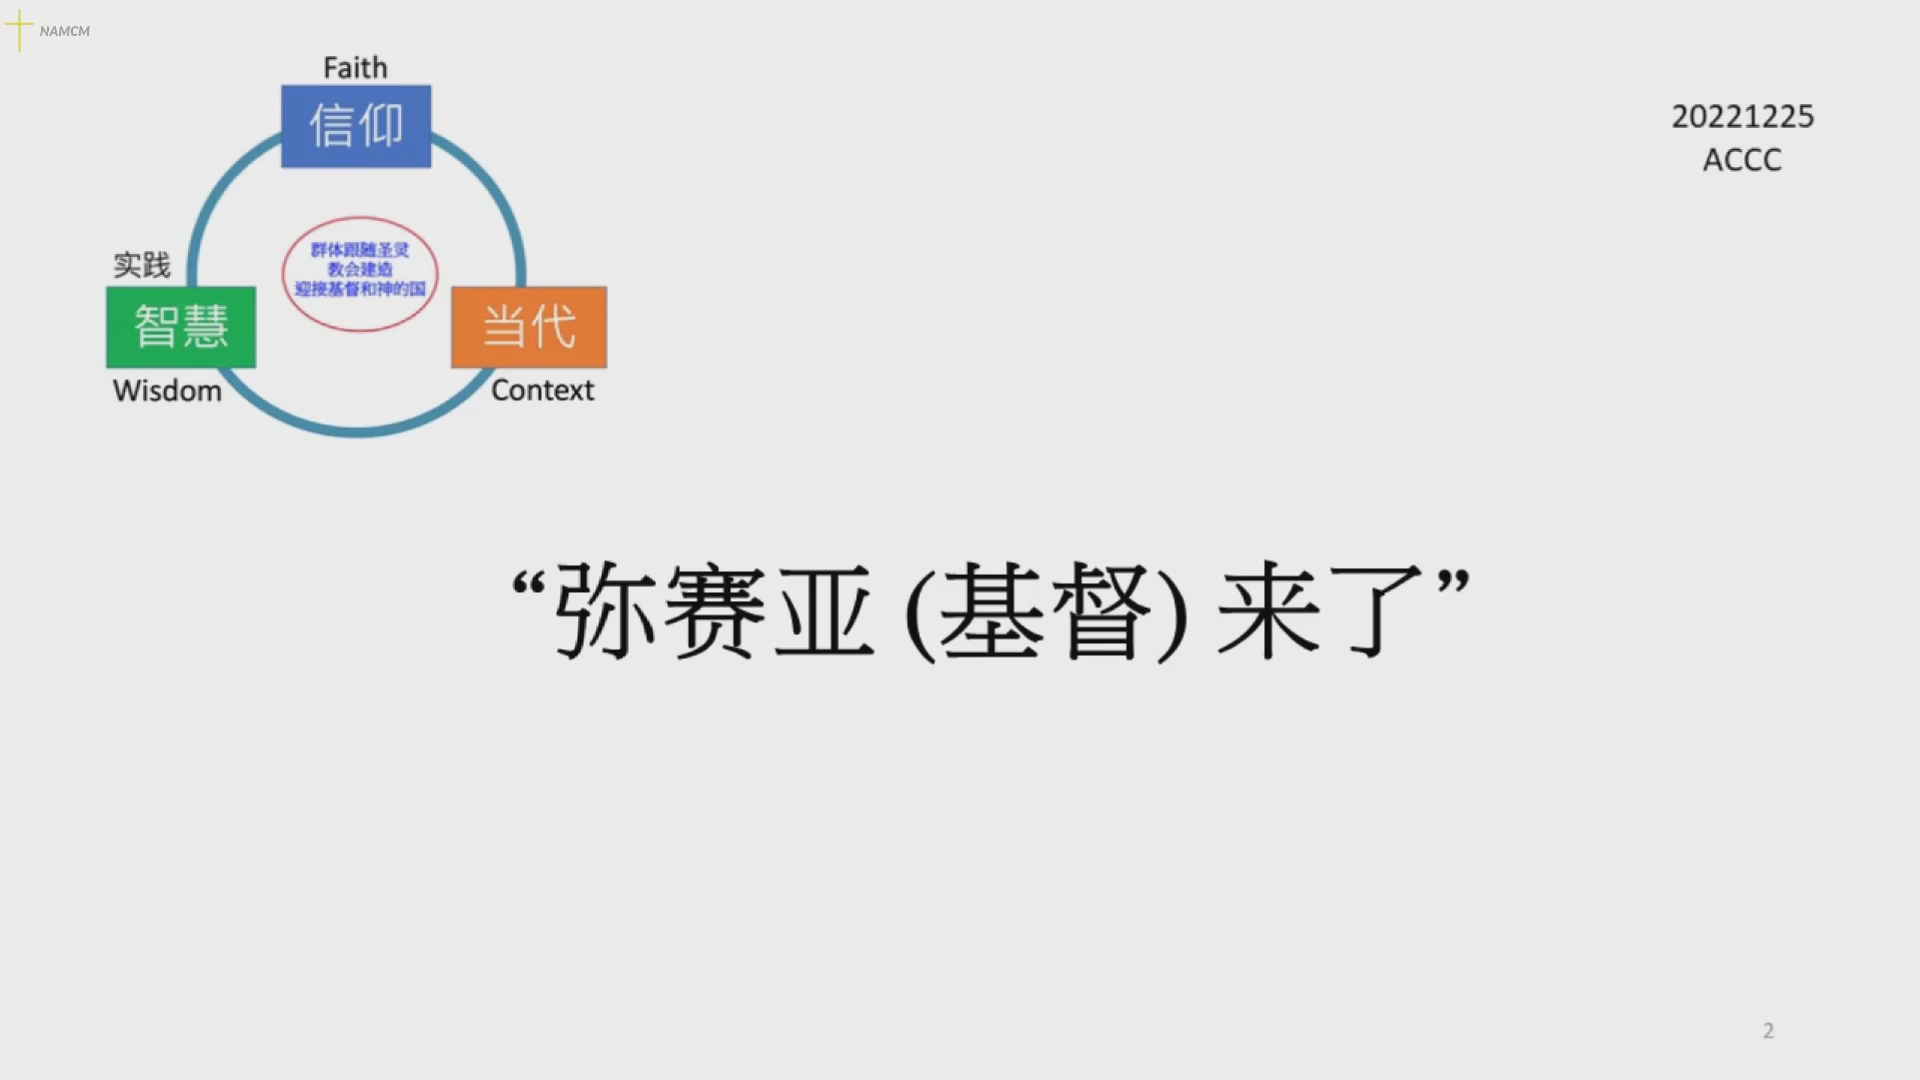 NAMCM
Faith
信仰
20221225
ACCC
群体跟随圣灵
教会建造
迎接基督和神的国
实践
智慧
当代
Wisdom
Context
“弥赛亚 (基督) 来了”
2